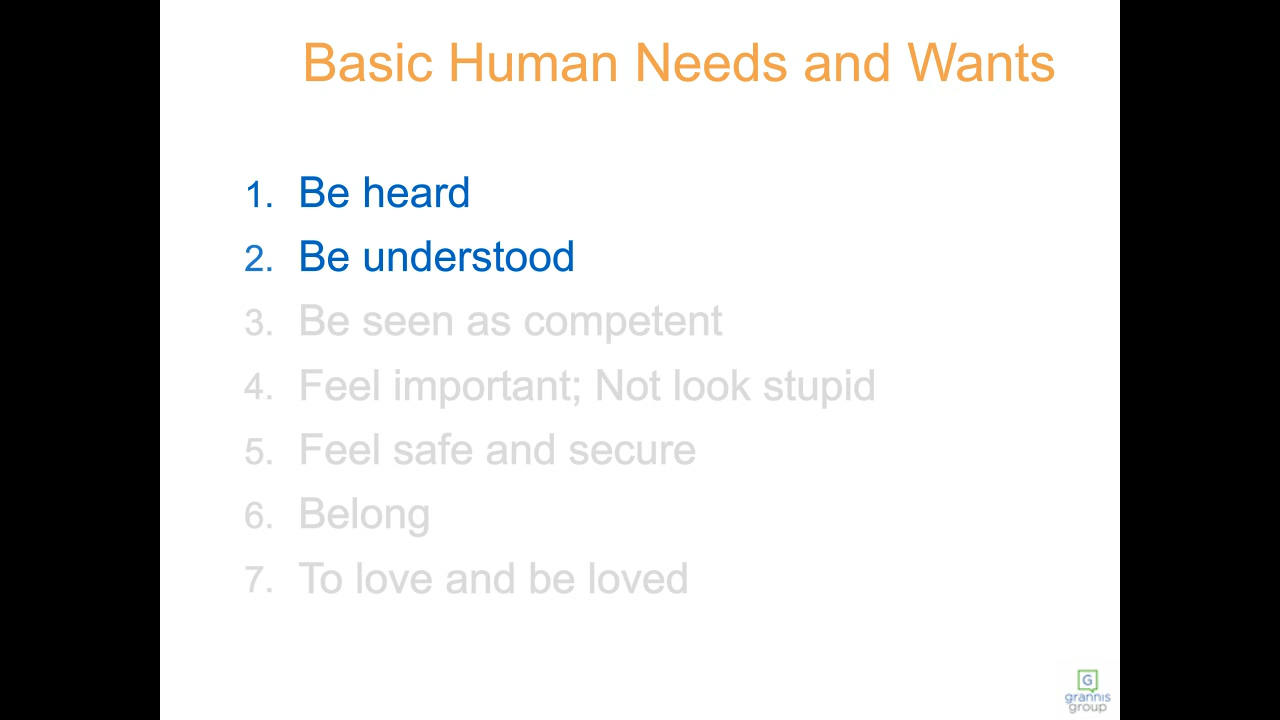 Basic Human Needs and Wants
1. Be heard
2. Be understood
3. Be seen as competent
4. Feel important; Not look stupid
5. Feel safe and secure
6. Belong
7. To love and be loved
G
grannis
group